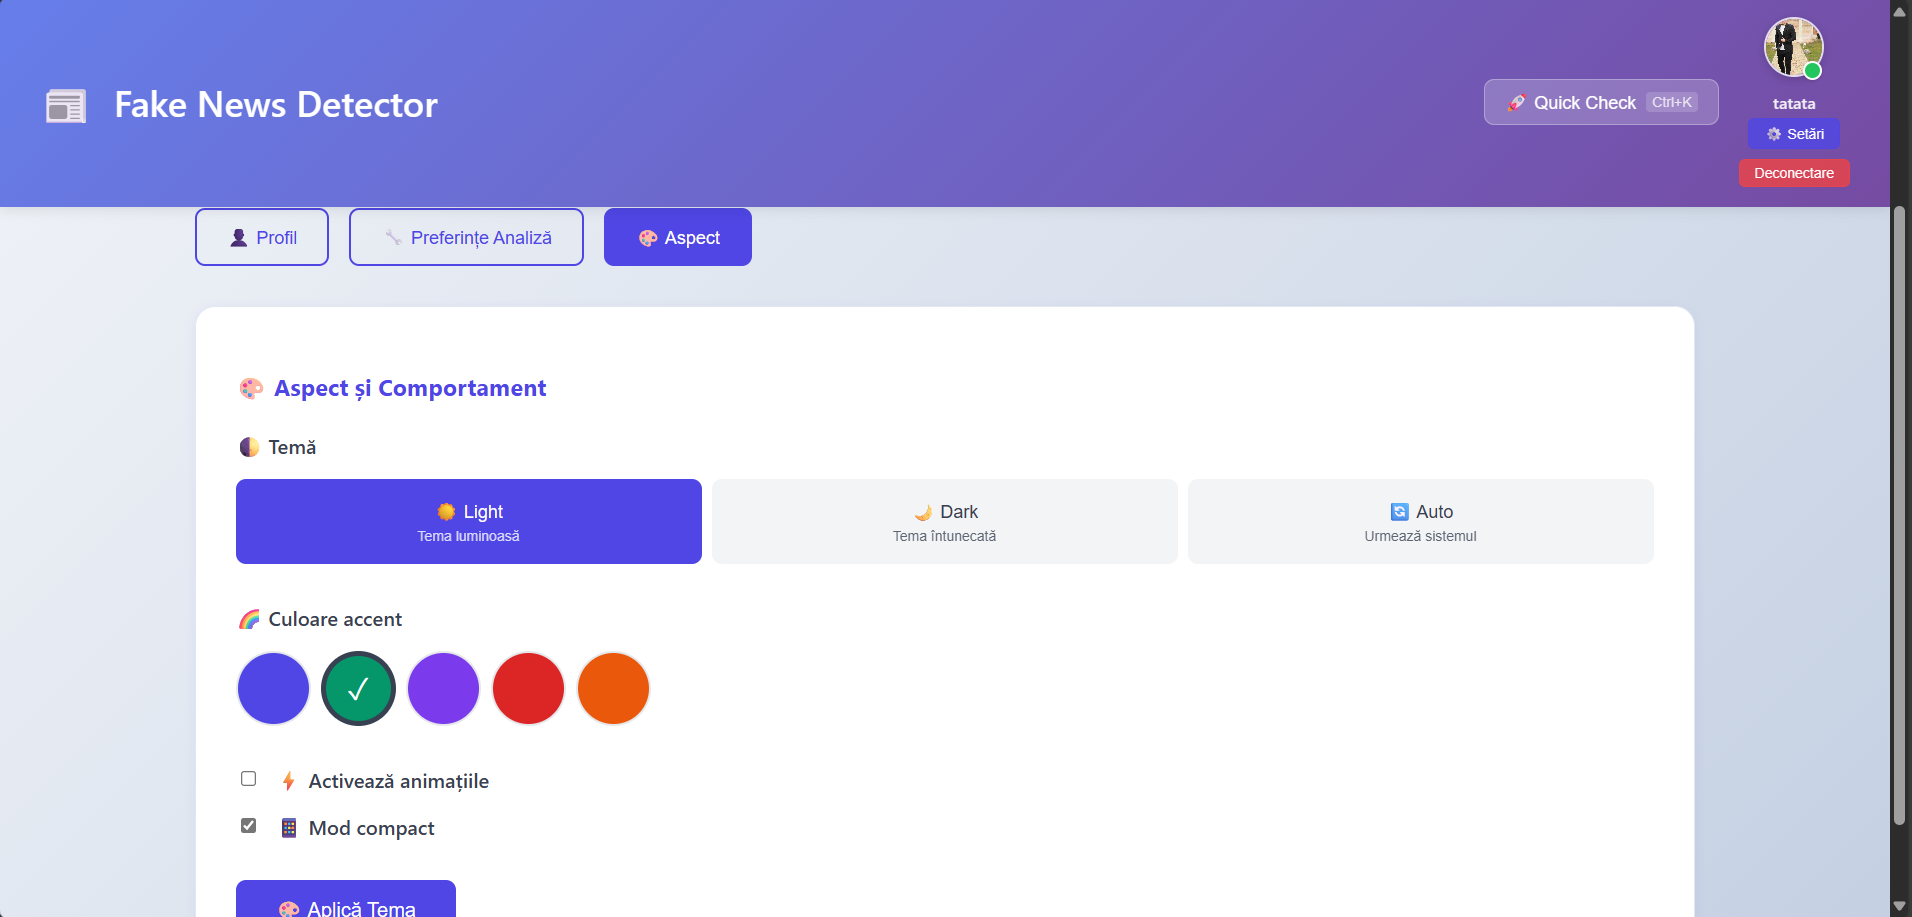 Fake News Detector
Quick Check Ctrl+K
tatata
Setări
Deconectare
Profil
Preferințe Analiză
Aspect
Aspect și Comportament
Temă
Light
Tema luminoasă
Dark
Tema întunecată
Auto
Urmează sistemul
Culoare accent
Activează animațiile
Mod compact
Aplică Tema